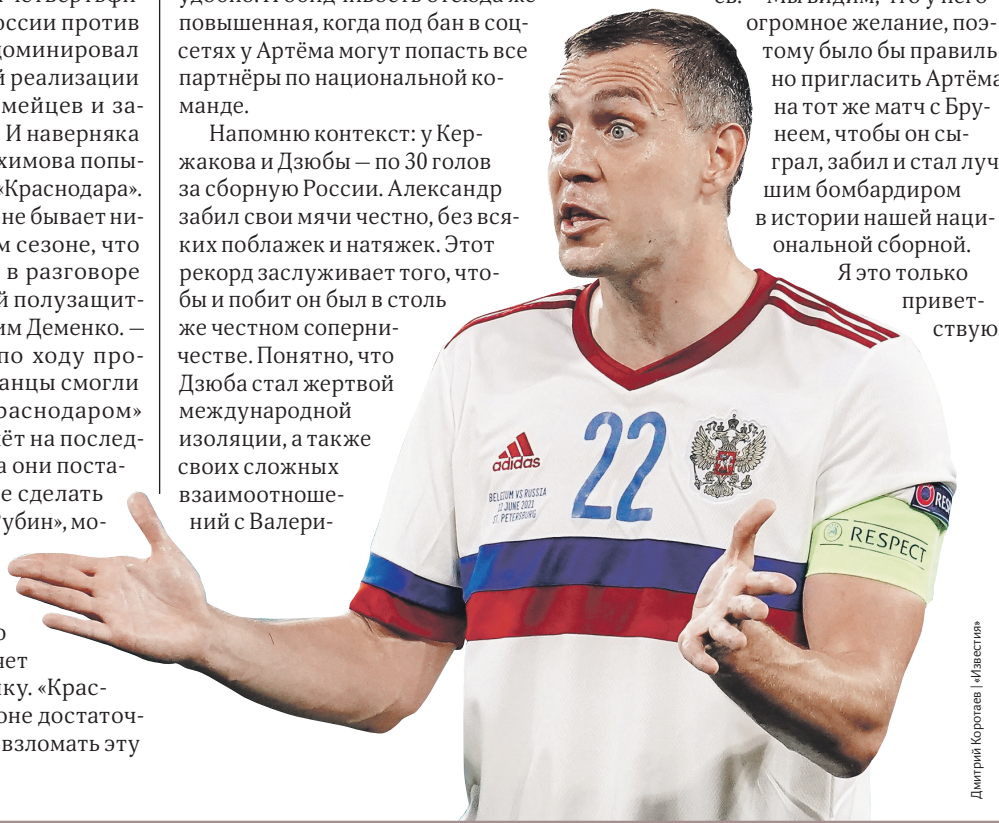 ссии против
доминировал
й реализации
мейцев и за-
И наверняка
химова попы-
«Краснодара».
не бывает ни-
м сезоне, что
в разговоре
й полузащит-
им Деменко. —
по ходу про-
анцы смогли
раснодаром»
ёт на послед-
а они поста-
е сделать
Рубин», мо-
о
чет
ку. «Крас-
оне достаточ-
взломать эту
повышенная, когда под бан в соц-
сетях у Артёма могут попасть все
партнёры по национальной ко-
манде.
Напомню контекст: у Кер-
жакова и Дзюбы — по 30 голов
за сборную России. Александр
забил свои мячи честно, без вся-
ких поблажек и натяжек. Этот
рекорд заслуживает того, что-
бы и побит он был в столь
же честном соперни-
честве. Понятно, что
Дзюба стал жертвой
международной
изоляции, а также
своих сложных
взаимоотноше-
ний с Валери-
огромное желание, поэ-
тому было бы правиль
но пригласить Артёма
на тот же матч с Бру-
неем, чтобы он сы-
грал, забил и стал луч
шим бомбардиром
в истории нашей наци-
ональной сборной.
Я это только
привет-
ствую
22
adidas
BELGIUM VS RUSSIA
12 JUNE 2021
ST. PETERSBURG
RES
RESPECT
Дмитрий Коротаев | «Известия»